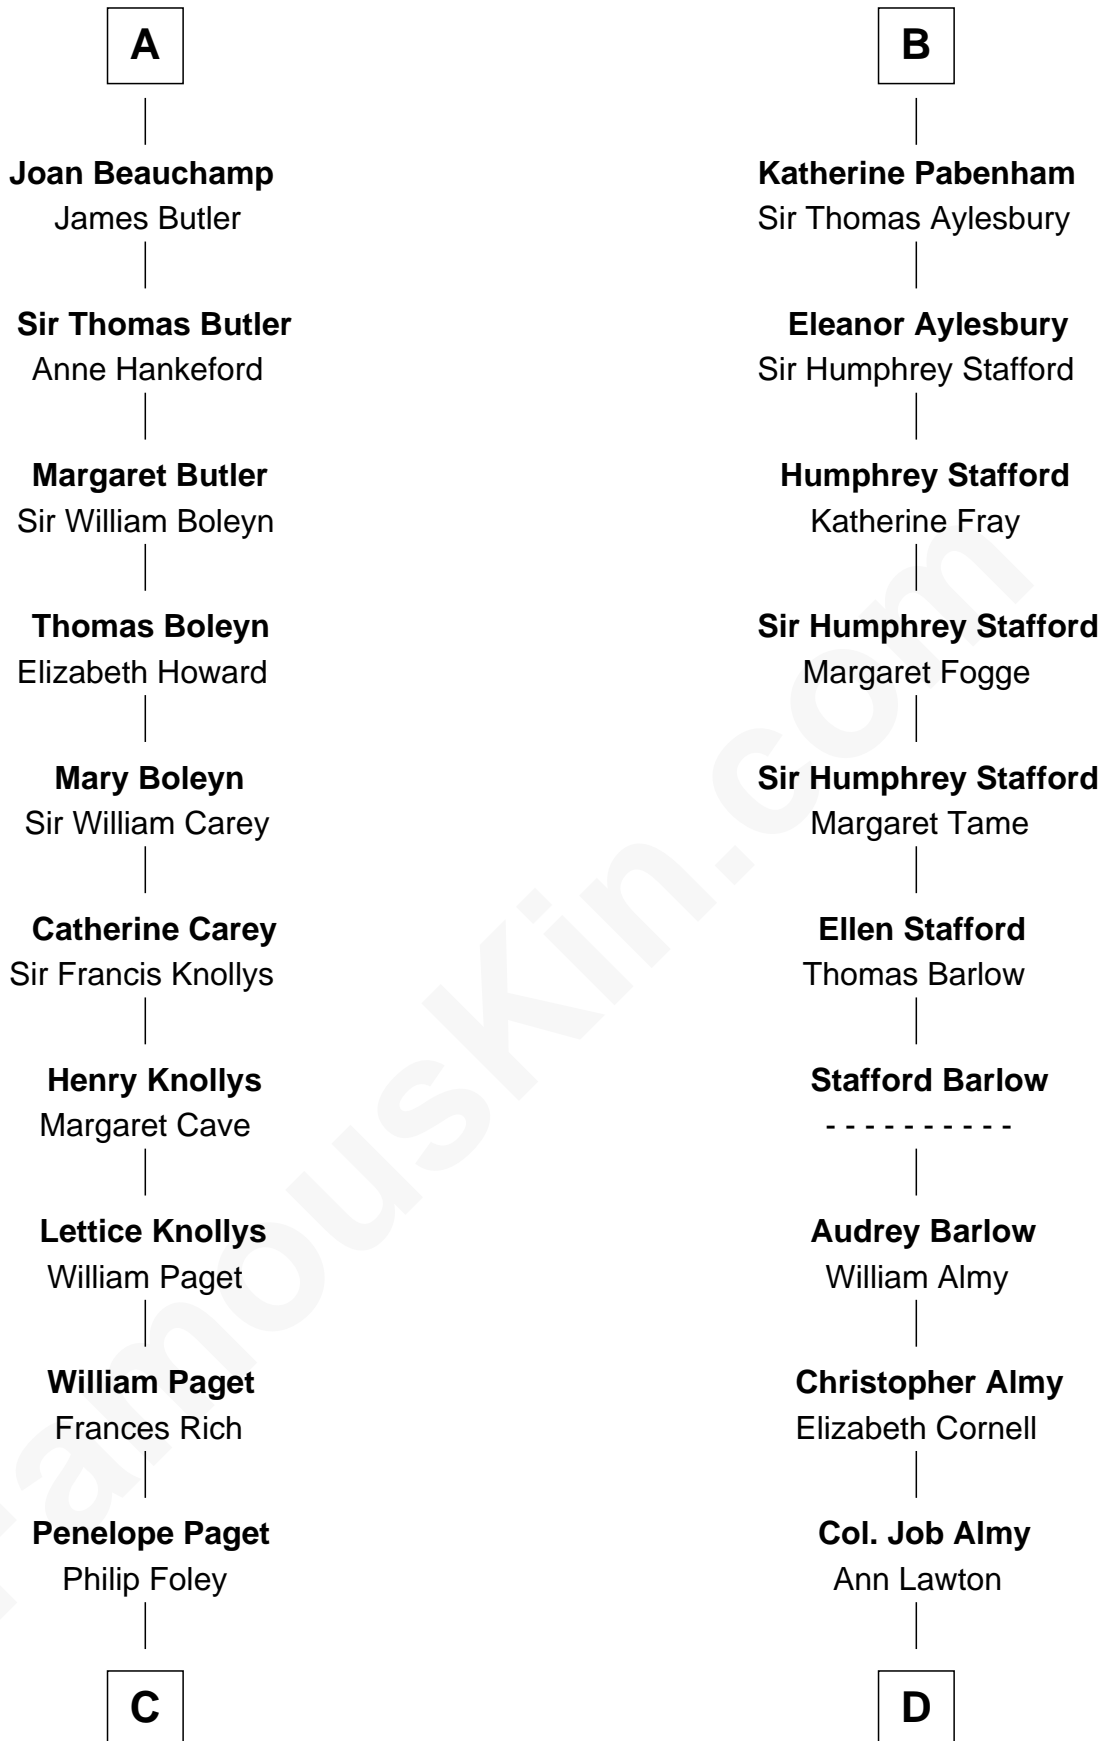 A
Joan Beauchamp
James Butler
Sir Thomas Butler
Anne Hankeford
Margaret Butler
Sir William Boleyn
Thomas Boleyn
Elizabeth Howard
Mary Boleyn
Sir William Carey
Catherine Carey
Sir Francis Knollys
Henry Knollys
Margaret Cave
Lettice Knollys
William Paget
William Paget
Frances Rich
Penelope Paget
Philip Foley
C
B
Katherine Pabenham
Sir Thomas Aylesbury
Eleanor Aylesbury
Sir Humphrey Stafford
Humphrey Stafford
Katherine Fray
Sir Humphrey Stafford
Margaret Fogge
Sir Humphrey Stafford
Margaret Tame
Ellen Stafford
Thomas Barlow
Stafford Barlow
- - - - - - - - - -
Audrey Barlow
William Almy
Christopher Almy
Elizabeth Cornell
Col. Job Almy
Ann Lawton
D
FamousKin.com